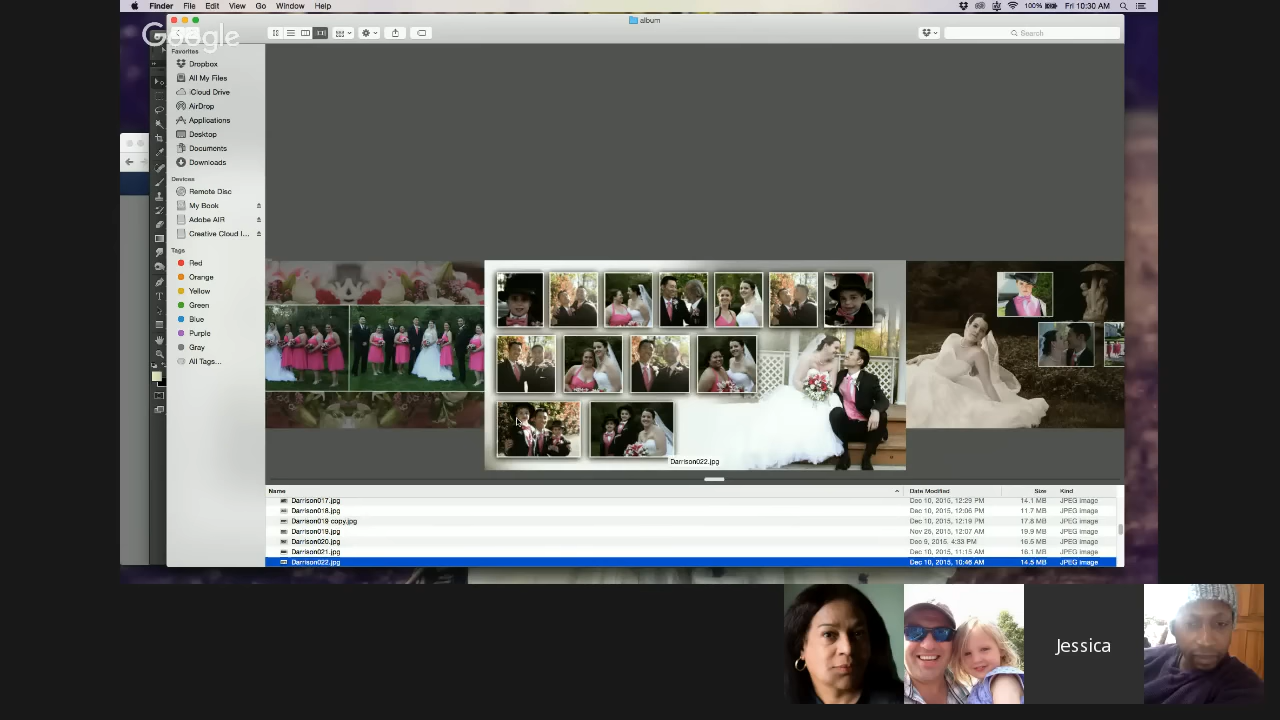 Finder File Edit View Go Window Help
100% Fri 10:30 AM
album
Google
Search
Favorites
Dropbox
All My Files
iCloud Drive
AirDrop
Applications
Desktop
Documents
Downloads
Devices
Remote Disc
My Book
Adobe AIR
Creative Cloud I...
Tags
Red
Orange
Yellow
Green
Blue
Purple
Gray
All Tags...
Darrison022.jpg
Name Date Modified Size Kind
Darrison017.jpg Dec 10, 2015, 12:29 PM 14.1 MB JPEG image
Darrison018.jpg Dec 10, 2015, 12:06 PM 11.7 MB JPEG image
Darrison019 copy.jpg Dec 10, 2015, 12:19 PM 17.8 MB JPEG image
Darrison019.jpg Nov 25, 2015, 12:07 AM 19.9 MB JPEG image
Darrison020.jpg Dec 9, 2015, 4:33 PM 16.5 MB JPEG image
Darrison021.jpg Dec 10, 2015, 11:15 AM 16.1 MB JPEG image
Darrison022.jpg Dec 10, 2015, 10:46 AM 14.5 MB JPEG image
Jessica